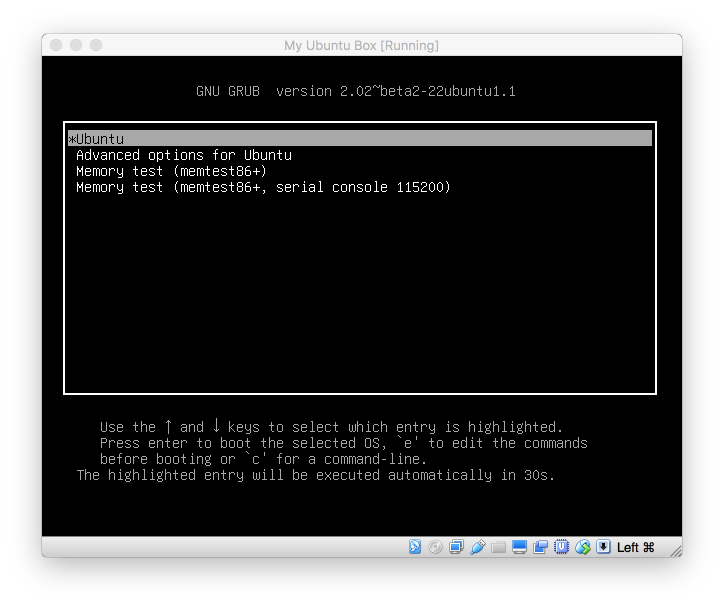 My Ubuntu Box [Running]
GNU GRUB  version 2.02~beta2-22ubuntu1.1
*Ubuntu
Advanced options for Ubuntu
Memory test (memtest86+)
Memory test (memtest86+, serial console 115200)
Use the ↑ and ↓ keys to select which entry is highlighted.
Press enter to boot the selected OS, `e' to edit the commands
before booting or `c' for a command-line.
The highlighted entry will be executed automatically in 30s.
Left ⌘